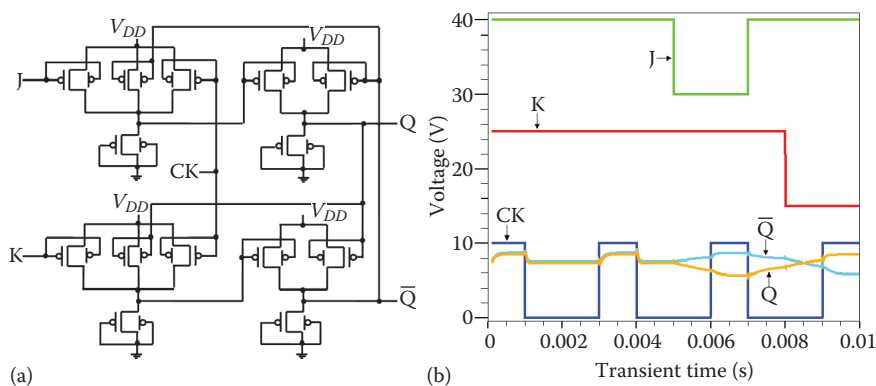 (a)
V_DD
V_DD
J
Q
CK
V_DD
V_DD
K
Q̅
(b)
Voltage (V)
40
30
20
10
0
J
K
CK
Q̅
Q
0
0.002
0.004
0.006
0.008
0.01
Transient time (s)